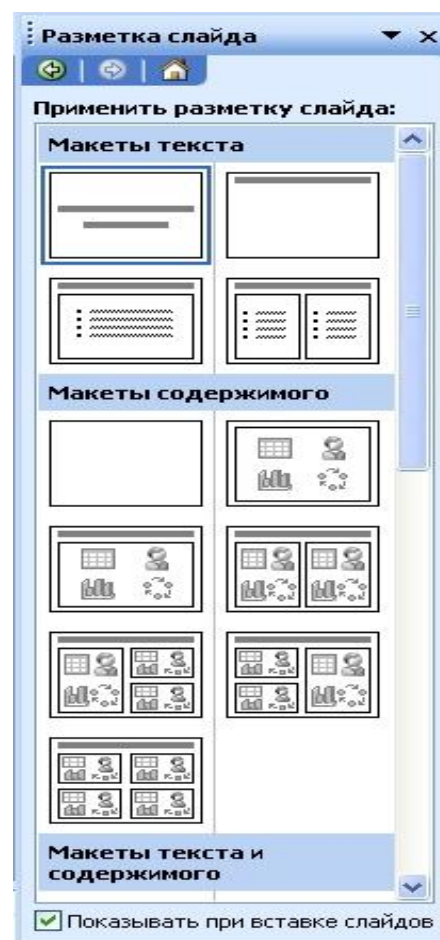 Разметка слайда
Применить разметку слайда:
Макеты текста
Макеты содержимого
Макеты текста и
содержимого
Показывать при вставке слайдов